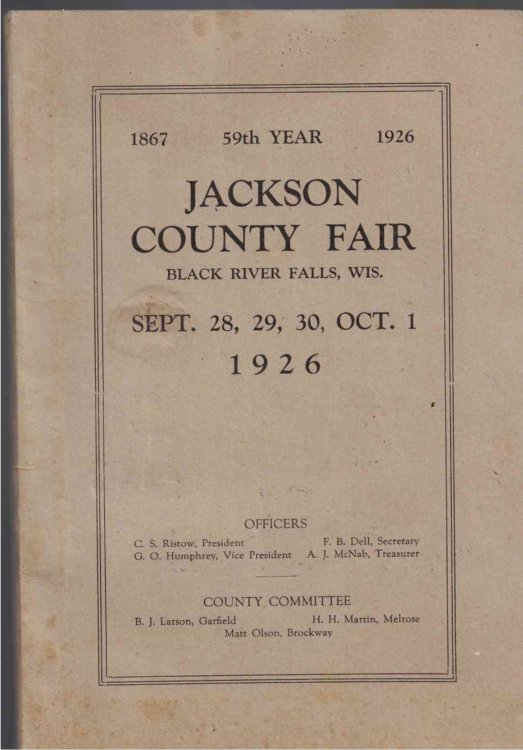 1867 59th YEAR 1926
JACKSON
COUNTY FAIR
BLACK RIVER FALLS, WIS.
SEPT. 28, 29, 30, OCT. 1
1926
OFFICERS
C. S. Ristow, President F. B. Dell, Secretary
G. O. Humphrey, Vice President A. J. McNab, Treasurer
COUNTY COMMITTEE
B. J. Larson, Garfield H. H. Martin, Melrose
Matt Olson, Brockway